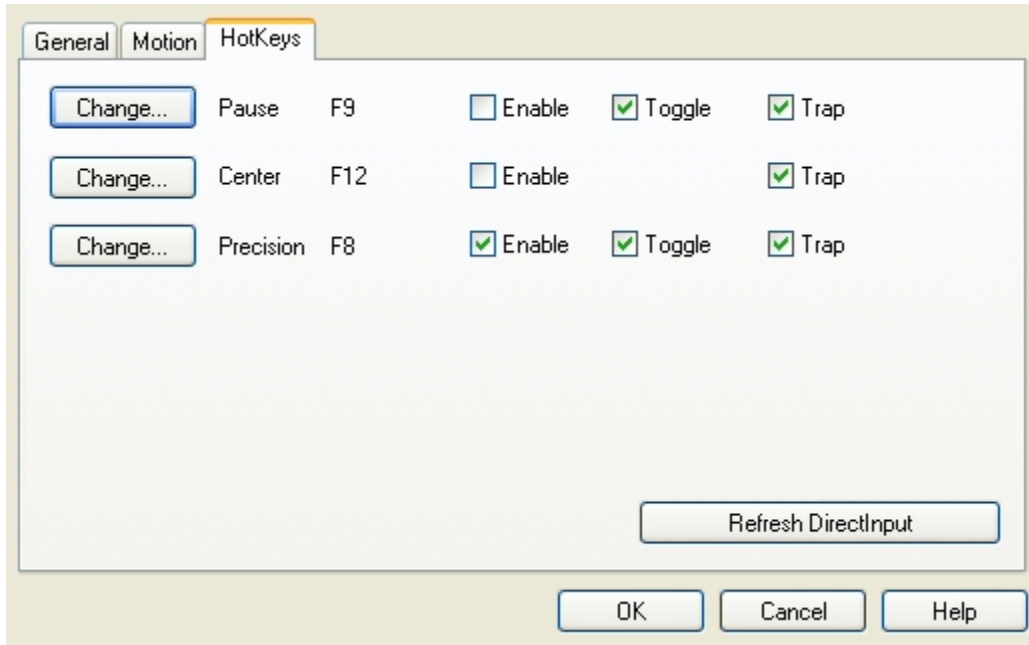 General Motion HotKeys
Change... Pause F9 Enable Toggle Trap
Change... Center F12 Enable Trap
Change... Precision F8 Enable Toggle Trap
Refresh DirectInput
OK Cancel Help